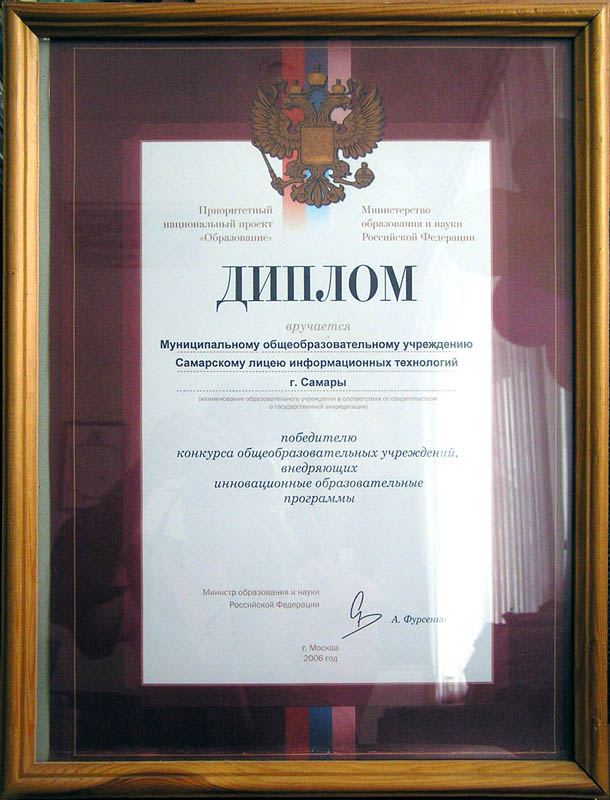 Приоритетный
национальный проект
«Образование»
Министерство
образования и науки
Российской Федерации
ДИПЛОМ
вручается
Муниципальному общеобразовательному учреждению
Самарскому лицею информационных технологий
г. Самары
(наименование образовательного учреждения в соответствии со свидетельством
о государственной аккредитации)
победителю
конкурса общеобразовательных учреждений,
внедряющих
инновационные образовательные
программы
Министр образования и науки
Российской Федерации
А. Фурсенко
г. Москва
2006 год